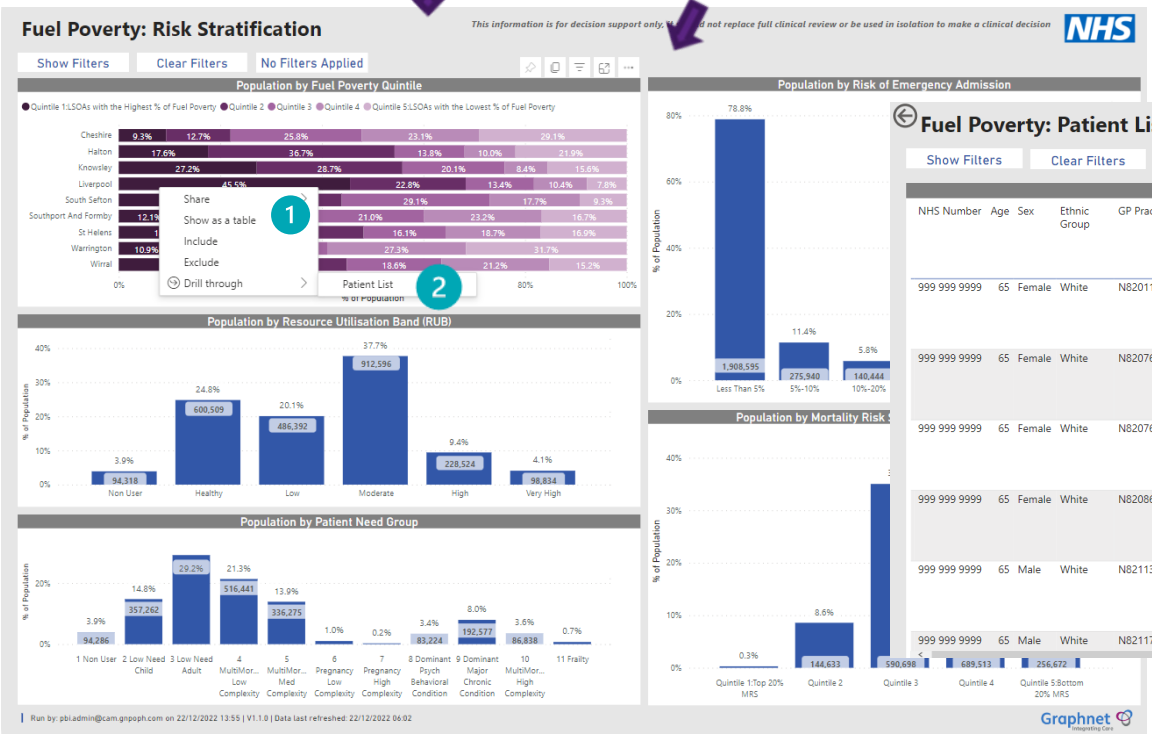 Fuel Poverty: Risk Stratification
This information is for decision support only, not replace full clinical review or be used in isolation to make a clinical decision
NHS
Show Filters Clear Filters No Filters Applied
Population by Fuel Poverty Quintile
Quintile 1:LSOAs with the Highest % of Fuel Poverty Quintile 2 Quintile 3 Quintile 4 Quintile 5:LSOAs with the Lowest % of Fuel Poverty
Cheshire 9.3% 12.7% 25.8% 23.1% 29.1%
Halton 17.6% 36.7% 13.8% 10.0% 21.9%
Knowsley 27.2% 28.7% 20.1% 8.4% 15.6%
Liverpool 45.5% 22.8% 13.4% 10.4% 7.8%
South Sefton 29.1% 17.7% 9.3%
Southport And Formby 12.1% 21.0% 23.2% 16.7%
St Helens 16.1% 18.7% 16.9%
Warrington 10.9% 27.3% 31.7%
Wirral 18.6% 21.2% 15.2%
0% 80% 100%
% of Population
Share
Show as a table
Include
Exclude
Drill through
1
Patient List
2
Population by Resource Utilisation Band (RUB)
% of Population
40%
30%
20%
10%
0%
3.9% 24.8% 20.1% 37.7% 9.4% 4.1%
94,318 600,509 486,392 912,596 228,524 98,834
Non User Healthy Low Moderate High Very High
Population by Patient Need Group
% of Population
20%
0%
3.9% 14.8% 29.2% 21.3% 13.9% 1.0% 0.2% 3.4% 8.0% 3.6% 0.7%
94,286 357,262 516,441 336,275 83,224 192,577 86,838
1 Non User 2 Low Need 3 Low Need 4 5 6 7 8 Dominant 9 Dominant 10 11 Frailty
Child Adult MultiMor... MultiMor... Pregnancy Pregnancy Psych Major MultiMor...
Low Med Low High Behavioral Chronic High
Complexity Complexity Complexity Complexity Condition Condition Complexity
Population by Risk of Emergency Admission
% of Population
80%
60%
40%
20%
0%
78.8% 11.4% 5.8%
1,908,595 275,940 140,444
Less Than 5% 5%-10% 10%-20%
Population by Mortality Risk
% of Population
40%
30%
20%
10%
0%
0.3% 8.6%
144,633 590,698 689,513 256,672
Quintile 1:Top 20% Quintile 2 Quintile 3 Quintile 4 Quintile 5:Bottom
MRS 20% MRS
Fuel Poverty: Patient Lis
Show Filters Clear Filters
NHS Number Age Sex Ethnic GP Prac
Group
999 999 9999 65 Female White N82011
999 999 9999 65 Female White N82076
999 999 9999 65 Female White N82076
999 999 9999 65 Female White N82086
999 999 9999 65 Male White N82113
999 999 9999 65 Male White N82117
Run by: pbi.admin@cam.gnpoph.com on 22/12/2022 13:55 | V1.1.0 | Data last refreshed: 22/12/2022 06:02
Graphnet
Integrating Care